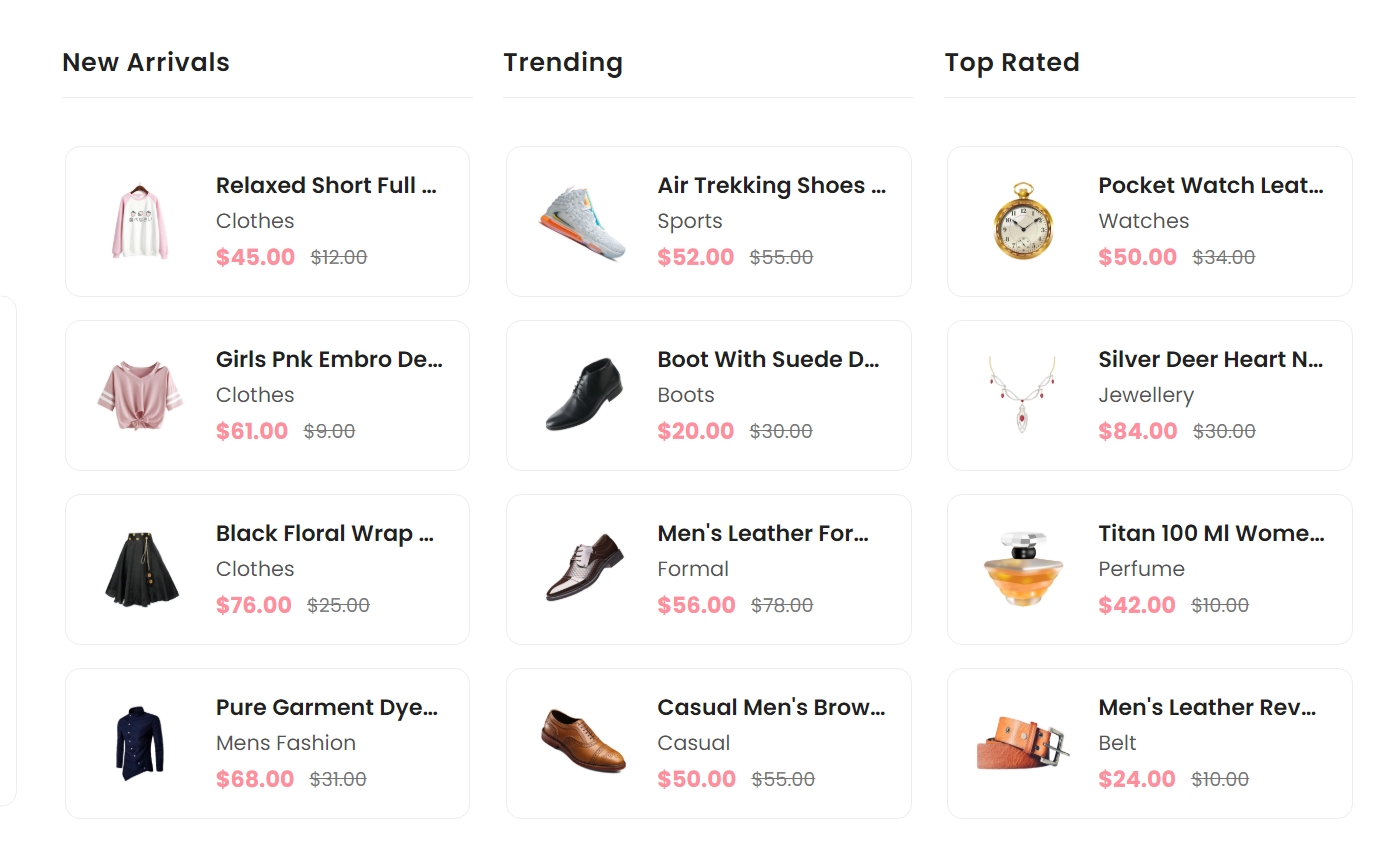 New Arrivals
Relaxed Short Full ...
Clothes
$45.00 $12.00
Girls Pnk Embro De...
Clothes
$61.00 $9.00
Black Floral Wrap ...
Clothes
$76.00 $25.00
Pure Garment Dye...
Mens Fashion
$68.00 $31.00
Trending
Air Trekking Shoes ...
Sports
$52.00 $55.00
Boot With Suede D...
Boots
$20.00 $30.00
Men's Leather For...
Formal
$56.00 $78.00
Casual Men's Brow...
Casual
$50.00 $55.00
Top Rated
Pocket Watch Leat...
Watches
$50.00 $34.00
Silver Deer Heart N...
Jewellery
$84.00 $30.00
Titan 100 Ml Wome...
Perfume
$42.00 $10.00
Men's Leather Rev...
Belt
$24.00 $10.00